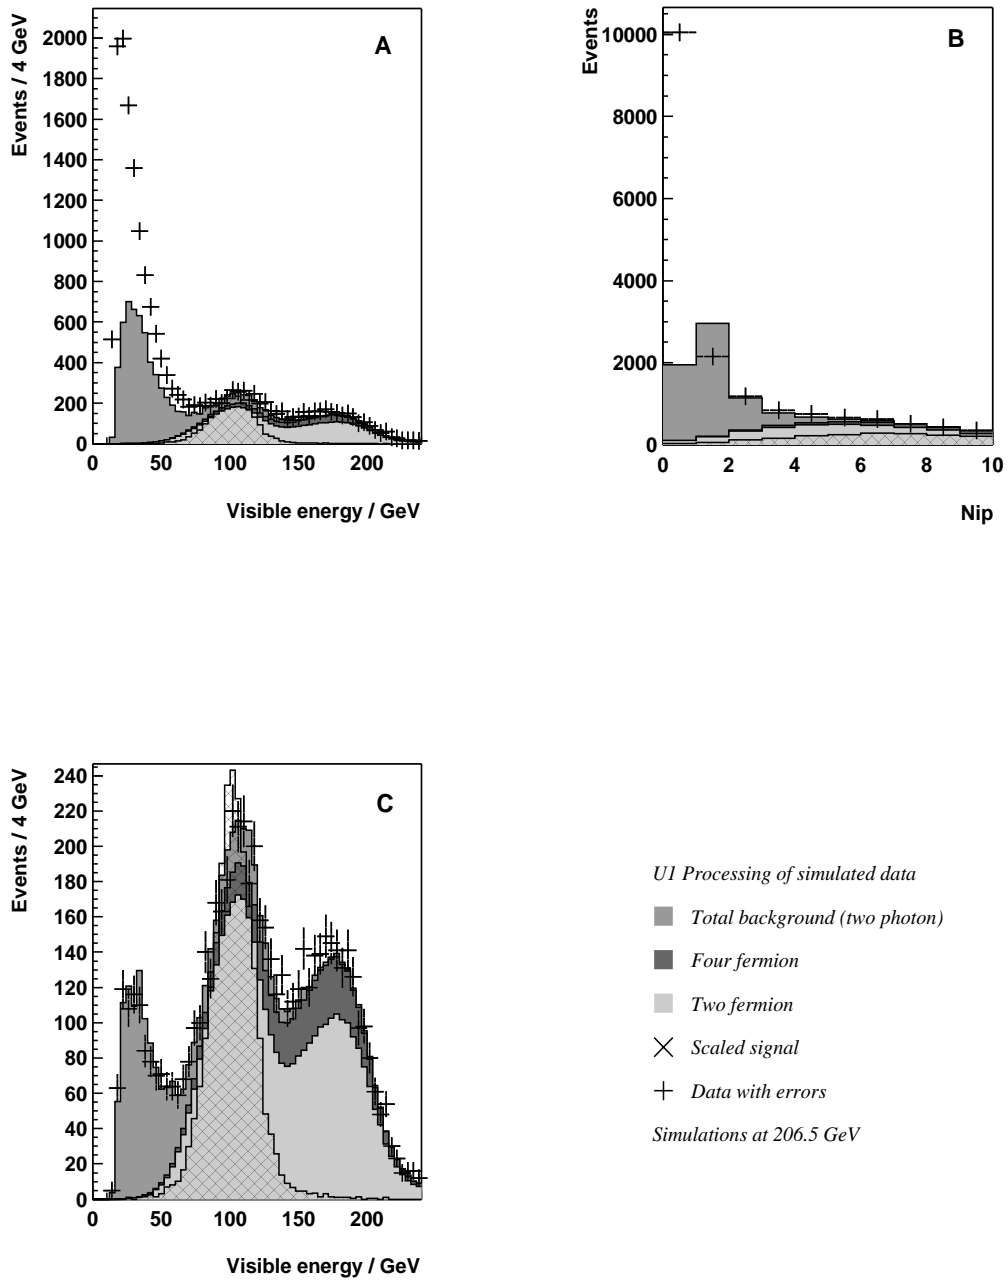 A
Events / 4 GeV
2000
1800
1600
1400
1200
1000
800
600
400
200
0
0 50 100 150 200
Visible energy / GeV
B
Events
10000
8000
6000
4000
2000
0
0 2 4 6 8 10
Nip
C
Events / 4 GeV
240
220
200
180
160
140
120
100
80
60
40
20
0
0 50 100 150 200
Visible energy / GeV
U1 Processing of simulated data
Total background (two photon)
Four fermion
Two fermion
Scaled signal
Data with errors
Simulations at 206.5 GeV